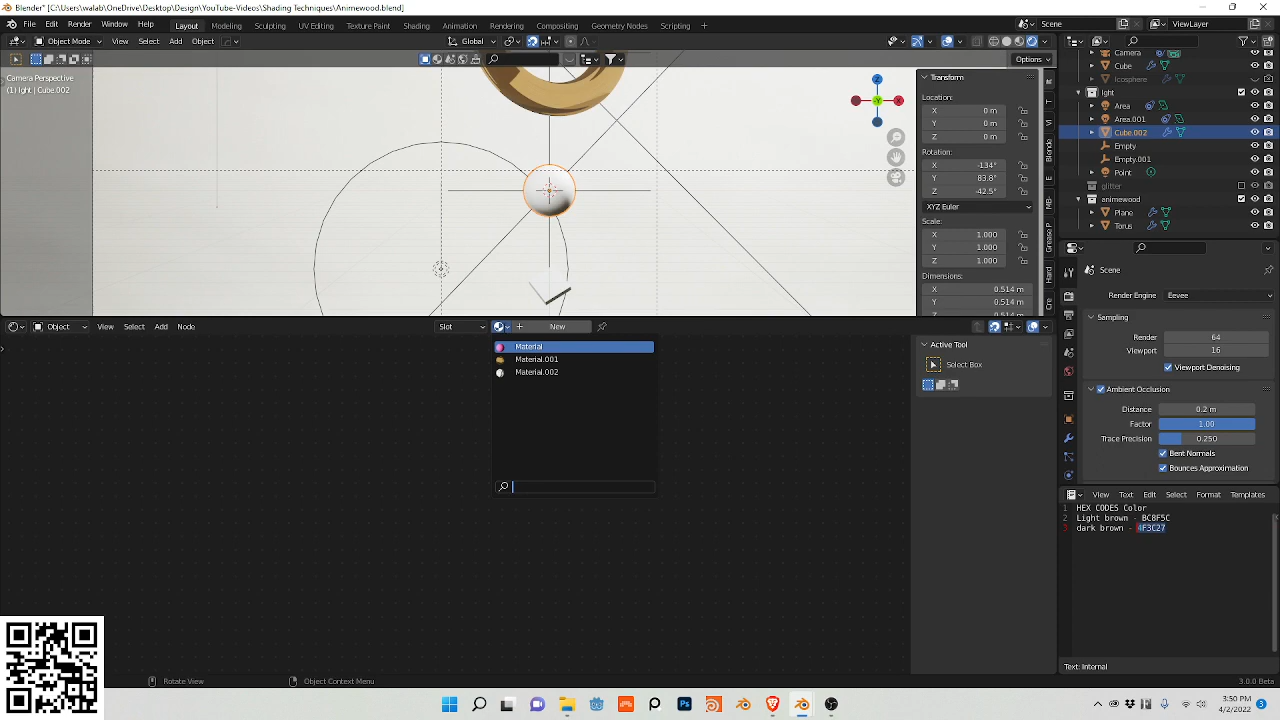 Blender* [C:\Users\walab\OneDrive\Desktop\Design\YouTube-Videos\Shading Techniques\Animewood.blend]
File Edit Render Window Help Layout Modeling Sculpting UV Editing Texture Paint Shading Animation Rendering Compositing Geometry Nodes Scripting + Scene ViewLayer
Object Mode View Select Add Object Global
Options
Camera Perspective
(1) lght | Cube.002
Transform
Location:
X 0 m
Y 0 m
Z 0 m
Rotation:
X -134°
Y 83.8°
Z -42.5°
XYZ Euler
Scale:
X 1.000
Y 1.000
Z 1.000
Dimensions:
X 0.514 m
Y 0.514 m
Camera
Cube
Icosphere
lght
Area
Area.001
Cube.002
Empty
Empty.001
Point
glitter
animewood
Plane
Torus
Scene
Render Engine Eevee
Sampling
Render 64
Viewport 16
Viewport Denoising
Ambient Occlusion
Distance 0.2 m
Factor 1.00
Trace Precision 0.250
Bent Normals
Bounces Approximation
Object View Select Add Node Slot New
Material
Material.001
Material.002
Active Tool
Select Box
View Text Edit Select Format Templates
1 HEX CODES Color
2 Light brown - BC8F5C
3 dark brown - 4F3C27
Text: Internal
Rotate View Object Context Menu 3.0.0 Beta
3:50 PM
4/2/2022